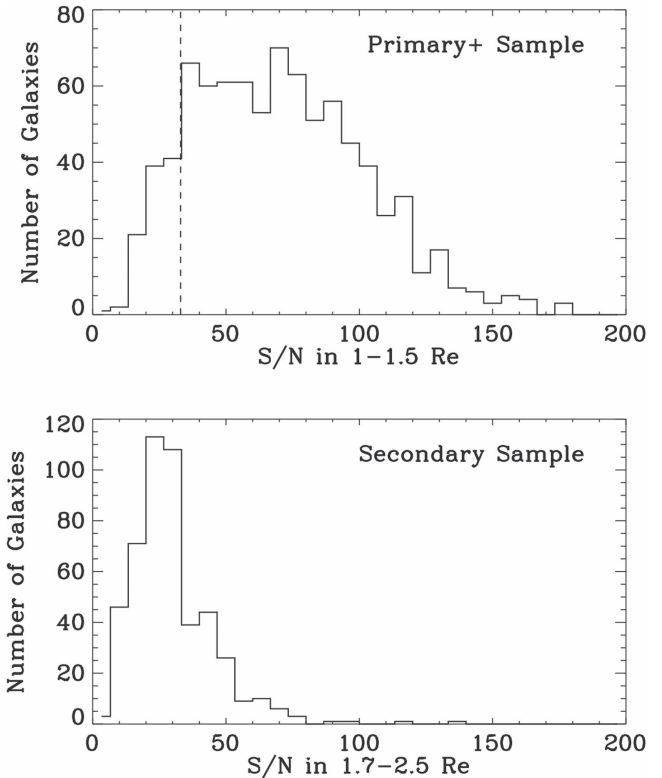 80
60
40
20
0
Number of Galaxies
Primary+ Sample
0 50 100 150 200
S/N in 1−1.5 Re
120
100
80
60
40
20
0
Number of Galaxies
Secondary Sample
0 50 100 150 200
S/N in 1.7−2.5 Re